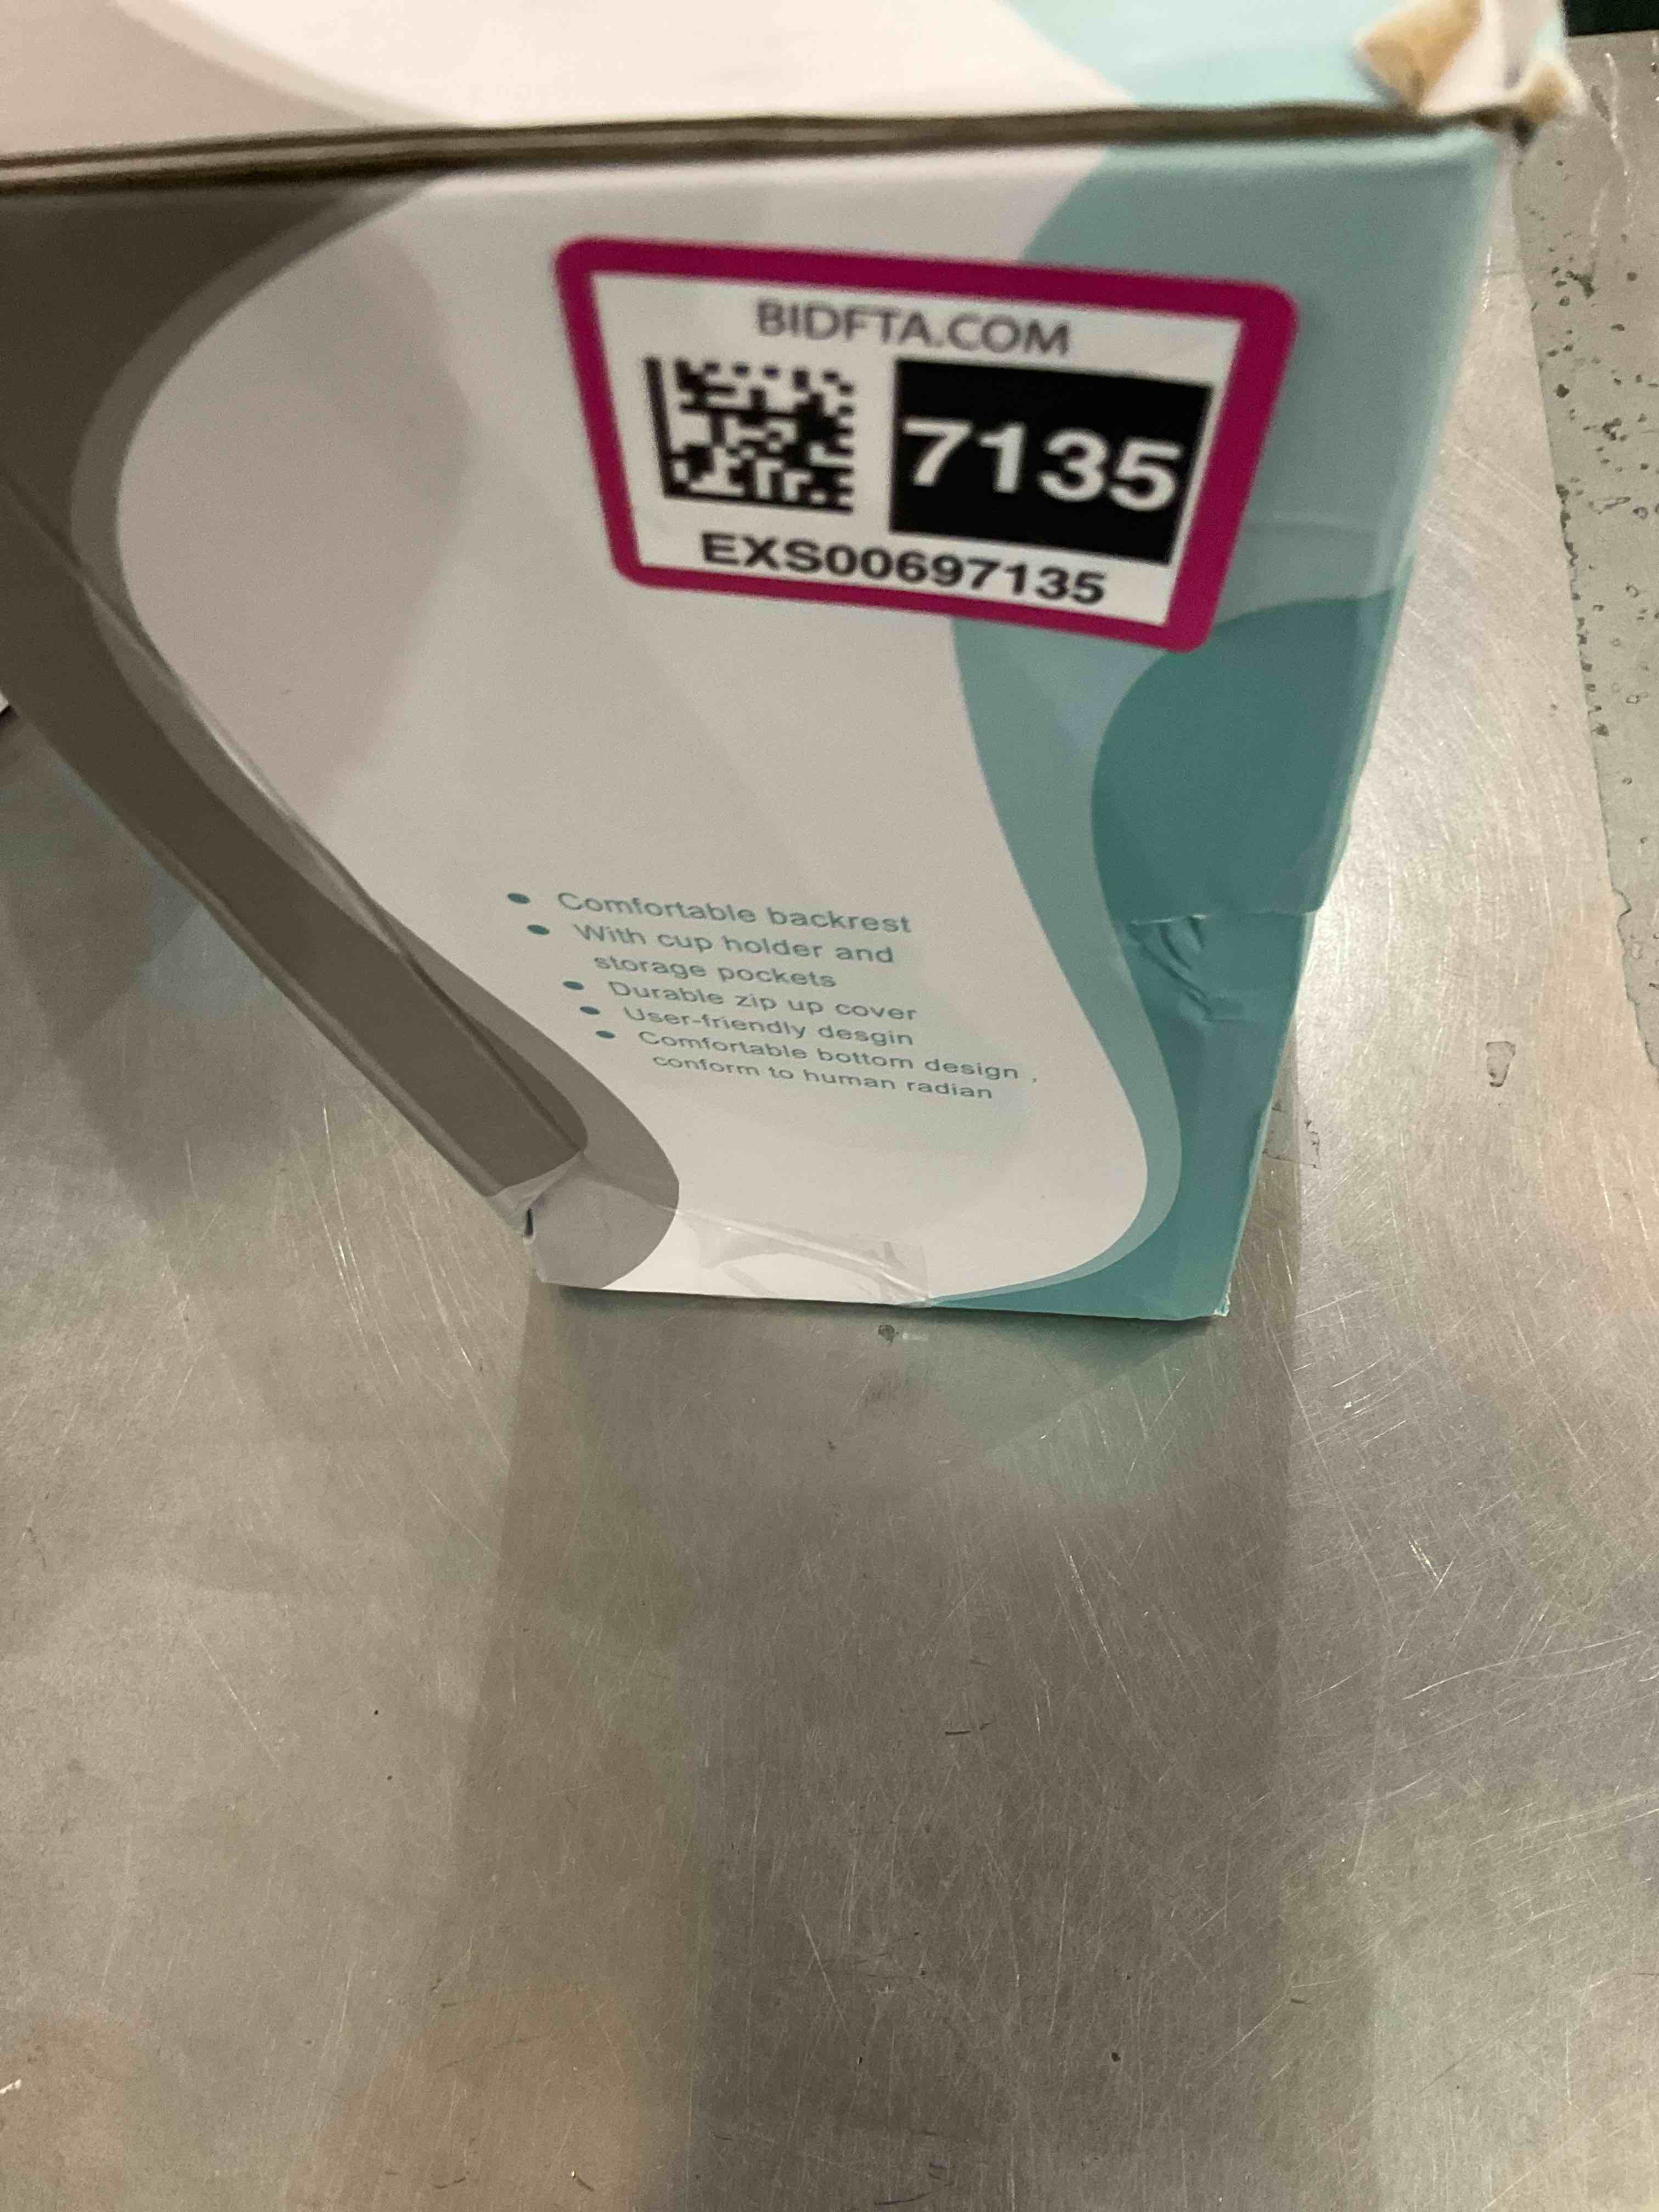 BIDFTA.COM
7135
EXS00697135
• Comfortable backrest
• With cup holder and
storage pockets
• Durable zip up cover
• User-friendly desgin
• Comfortable bottom design ,
conform to human radian